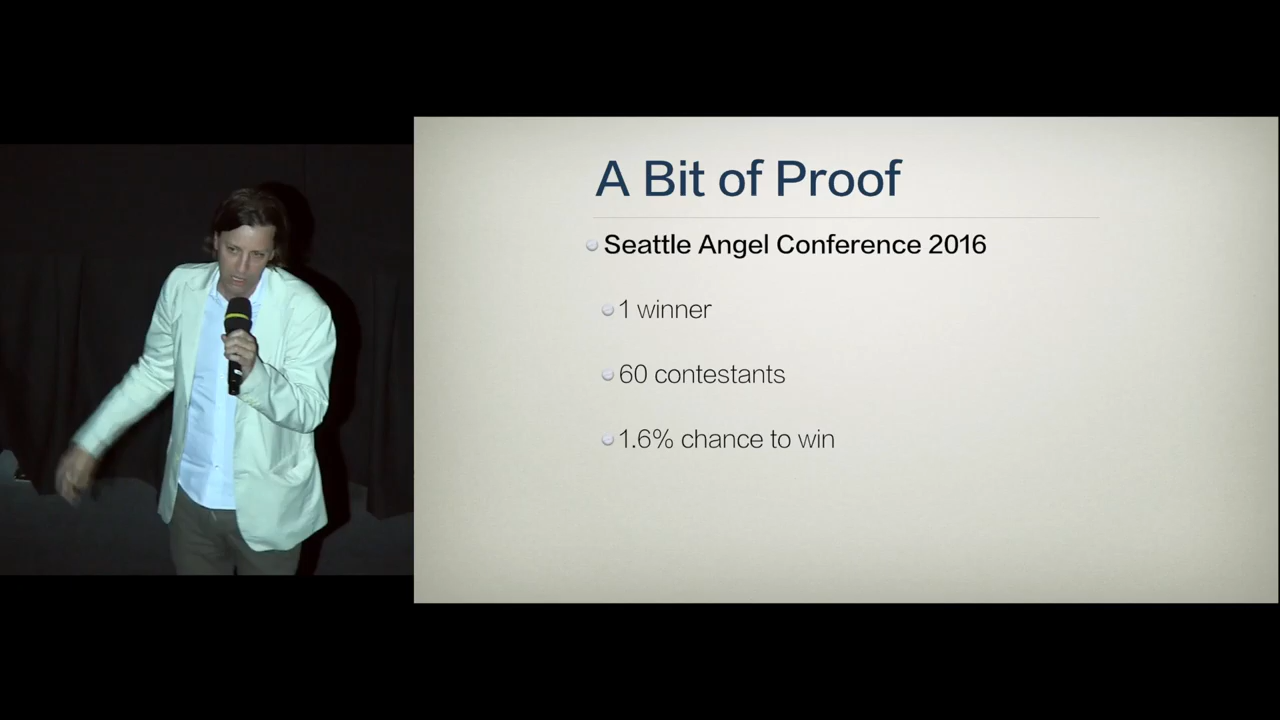 A Bit of Proof
Seattle Angel Conference 2016
1 winner
60 contestants
1.6% chance to win